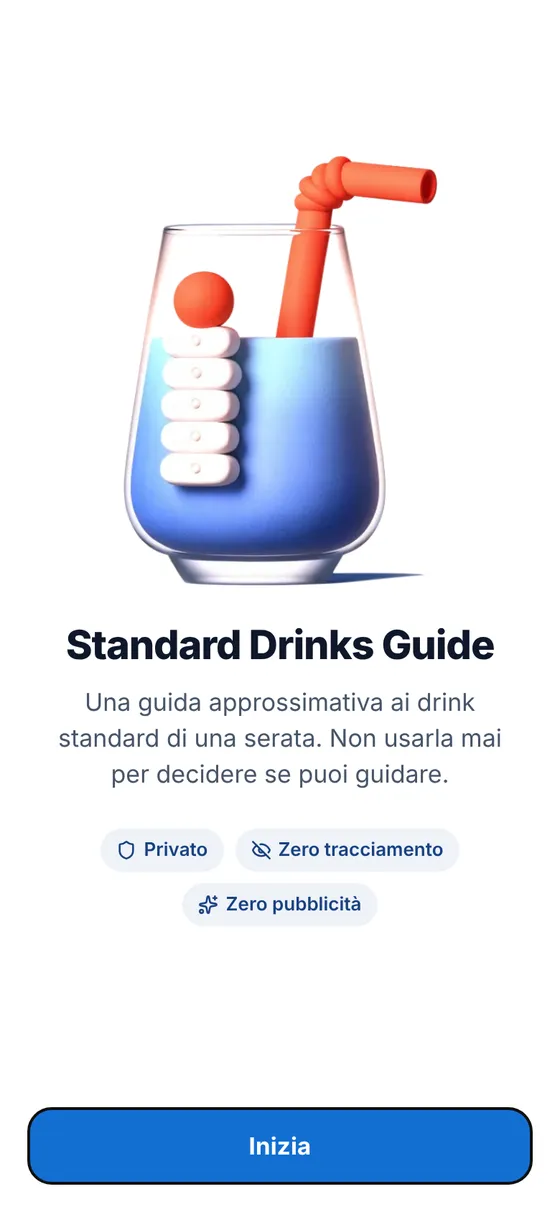 Standard Drinks Guide
Una guida approssimativa ai drink
standard di una serata. Non usarla mai
per decidere se puoi guidare.
Privato
Zero tracciamento
Zero pubblicità
Inizia